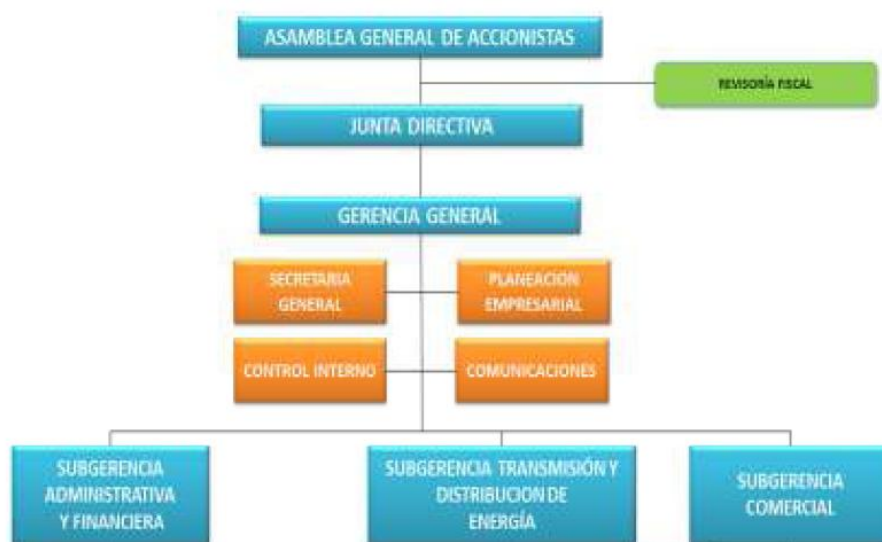 ASAMBLEA GENERAL DE ACCIONISTAS
REVISORÍA FISCAL
JUNTA DIRECTIVA
GERENCIA GENERAL
SECRETARIA
GENERAL
PLANEACION
EMPRESARIAL
CONTROL INTERNO
COMUNICACIONES
SUBGERENCIA
ADMINISTRATIVA
Y FINANCIERA
SUBGERENCIA TRANSMISIÓN Y
DISTRIBUCION DE
ENERGÍA
SUBGERENCIA
COMERCIAL